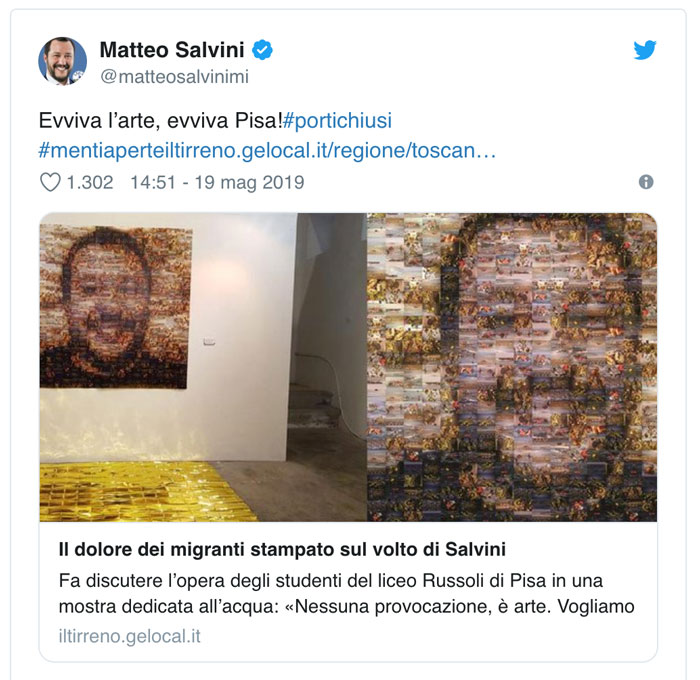 Matteo Salvini
@matteosalvinimi
Evviva l’arte, evviva Pisa!#portichiusi
#mentiaperteiltirreno.gelocal.it/regione/toscan…
1.302 14:51 - 19 mag 2019
Il dolore dei migranti stampato sul volto di Salvini
Fa discutere l’opera degli studenti del liceo Russoli di Pisa in una
mostra dedicata all’acqua: «Nessuna provocazione, è arte. Vogliamo
iltirreno.gelocal.it